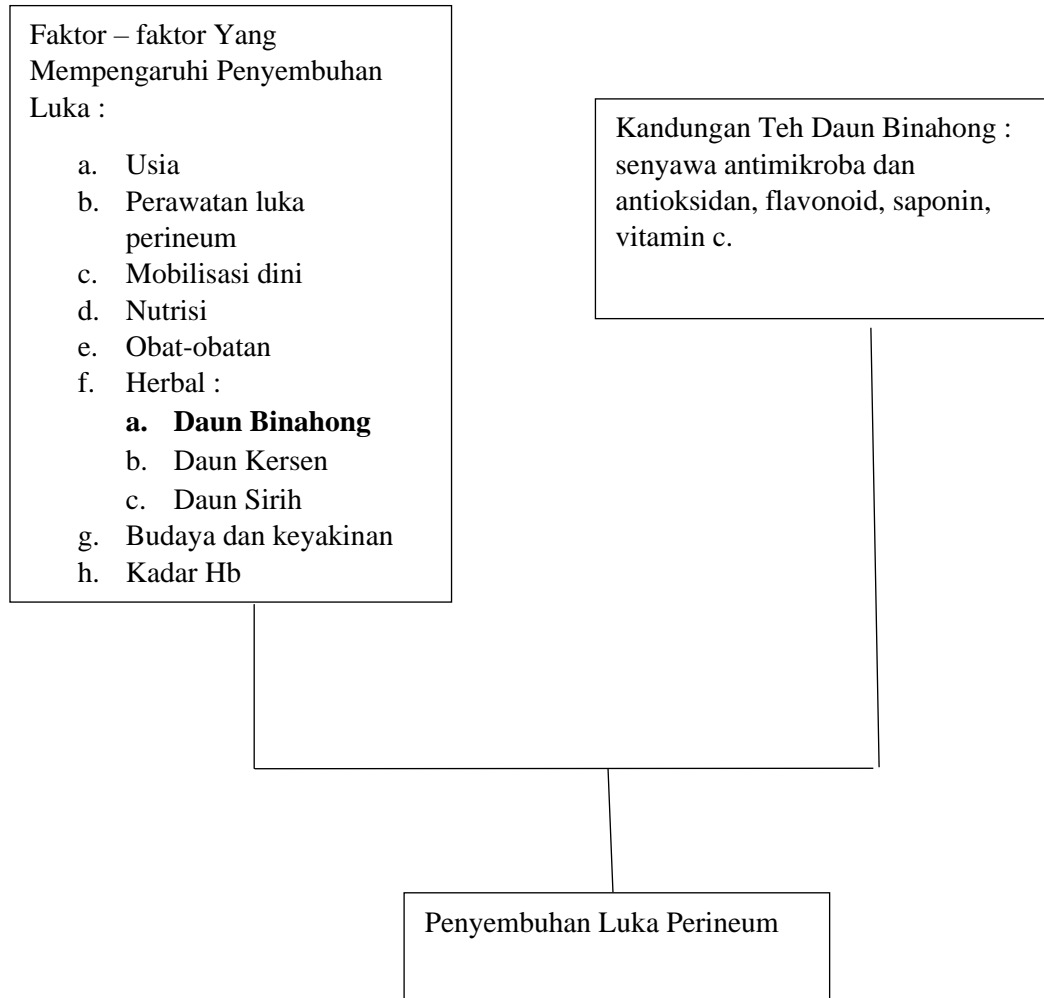 Faktor – faktor Yang
Mempengaruhi Penyembuhan
Luka :
a. Usia
b. Perawatan luka
perineum
c. Mobilisasi dini
d. Nutrisi
e. Obat-obatan
f. Herbal :
a. Daun Binahong
b. Daun Kersen
c. Daun Sirih
g. Budaya dan keyakinan
h. Kadar Hb
Kandungan Teh Daun Binahong :
senyawa antimikroba dan
antioksidan, flavonoid, saponin,
vitamin c.
Penyembuhan Luka Perineum